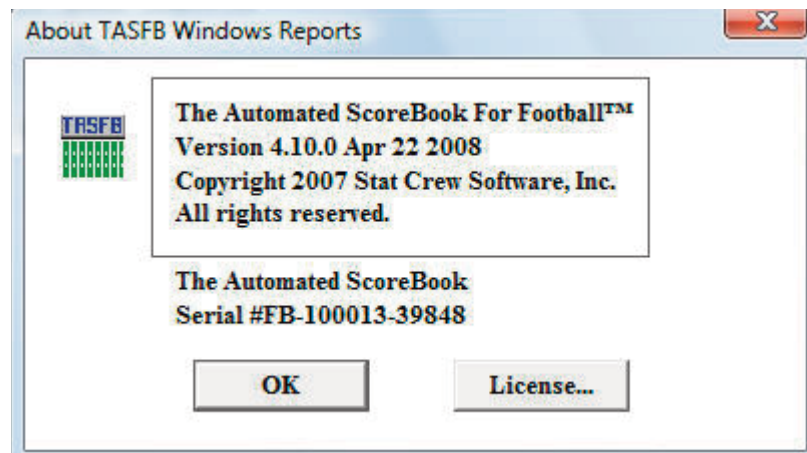 About TASFB Windows Reports
TASFB
The Automated ScoreBook For Football™
Version 4.10.0 Apr 22 2008
Copyright 2007 Stat Crew Software, Inc.
All rights reserved.
The Automated ScoreBook
Serial #FB-100013-39848
OK
License...